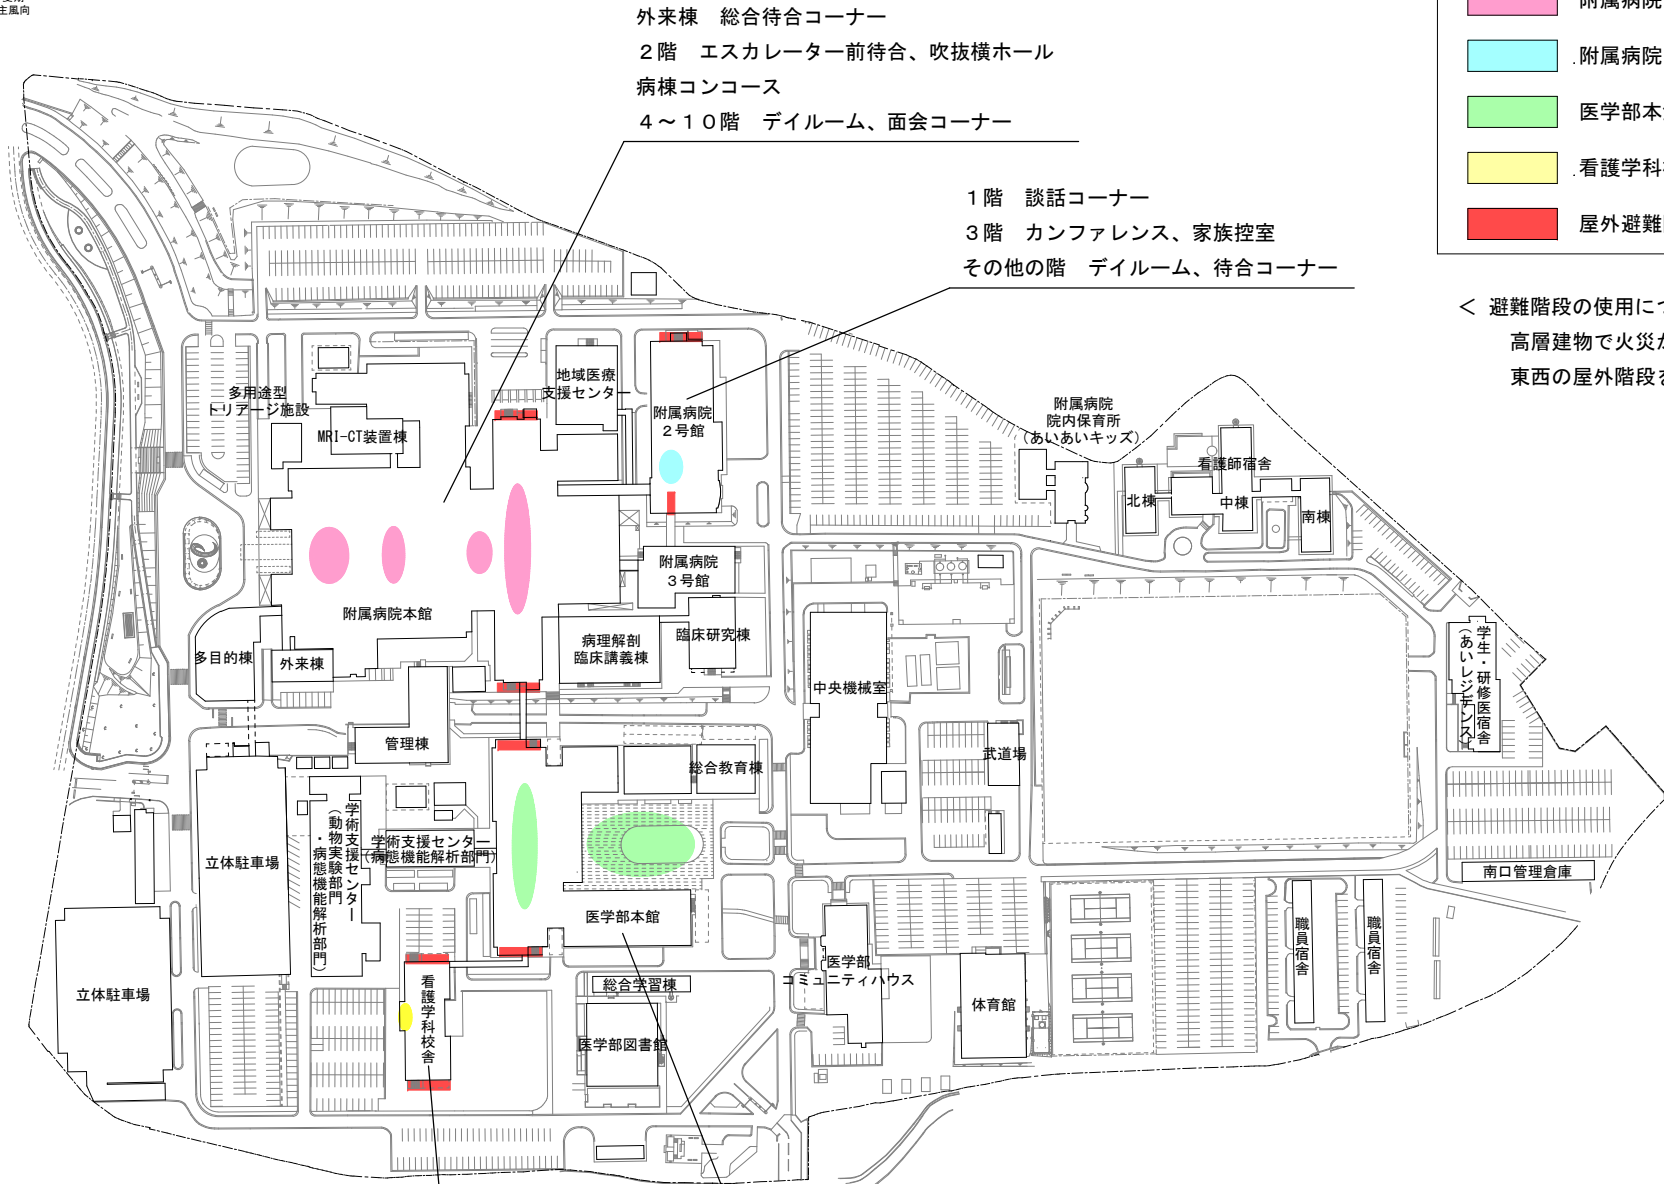 主風向
外来棟　総合待合コーナー
２階　エスカレーター前待合、吹抜横ホール
病棟コンコース
４～１０階　デイルーム、面会コーナー
１階　談話コーナー
３階　カンファレンス、家族控室
その他の階　デイルーム、待合コーナー
附属病院
.附属病院
医学部本
.看護学科
屋外避難
＜ 避難階段の使用に
高層建物で火災
東西の屋外階段
多用途型
トリアージ施設
MRI-CT装置棟
地域医療
支援センター
附属病院
２号館
附属病院
院内保育所
（あいあいキッズ）
看護師宿舎
北棟
中棟
南棟
附属病院
３号館
附属病院本館
病理解剖
臨床講義棟
臨床研究棟
多目的棟
外来棟
管理棟
中央機械室
武道場
総合教育棟
学生・研修医宿舎
（あいレジデンス）
立体駐車場
学術支援センター
（動物実験部門
・病態機能解析部門）
学術支援センター
（病態機能解析部門）
南口管理倉庫
医学部本館
職員宿舎
職員宿舎
立体駐車場
看護学科校舎
総合学習棟
医学部図書館
医学部
コミュニティハウス
体育館